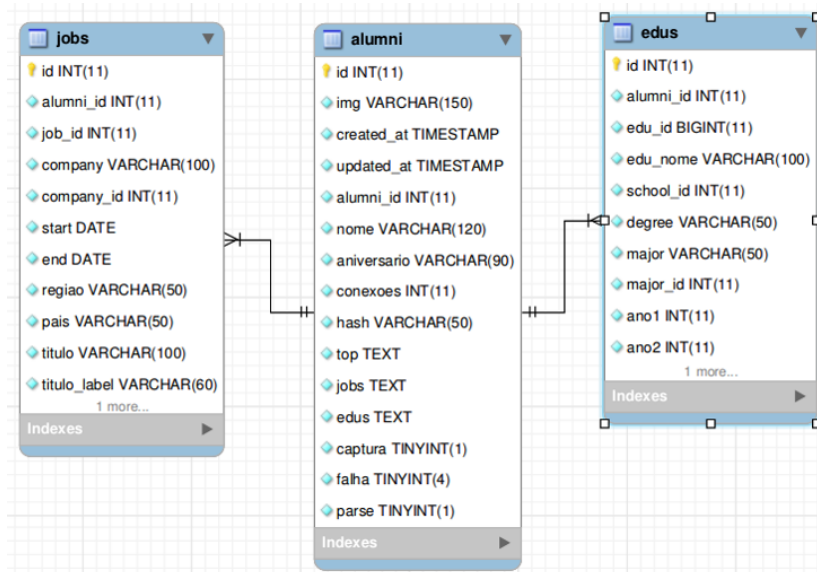 jobs
id INT(11)
alumni_id INT(11)
job_id INT(11)
company VARCHAR(100)
company_id INT(11)
start DATE
end DATE
regiao VARCHAR(50)
pais VARCHAR(50)
titulo VARCHAR(100)
titulo_label VARCHAR(60)
1 more...
Indexes
alumni
id INT(11)
img VARCHAR(150)
created_at TIMESTAMP
updated_at TIMESTAMP
alumni_id INT(11)
nome VARCHAR(120)
aniversario VARCHAR(90)
conexoes INT(11)
hash VARCHAR(50)
top TEXT
jobs TEXT
edus TEXT
captura TINYINT(1)
falha TINYINT(4)
parse TINYINT(1)
Indexes
edus
id INT(11)
alumni_id INT(11)
edu_id BIGINT(11)
edu_nome VARCHAR(100)
school_id INT(11)
degree VARCHAR(50)
major VARCHAR(50)
major_id INT(11)
ano1 INT(11)
ano2 INT(11)
1 more...
Indexes